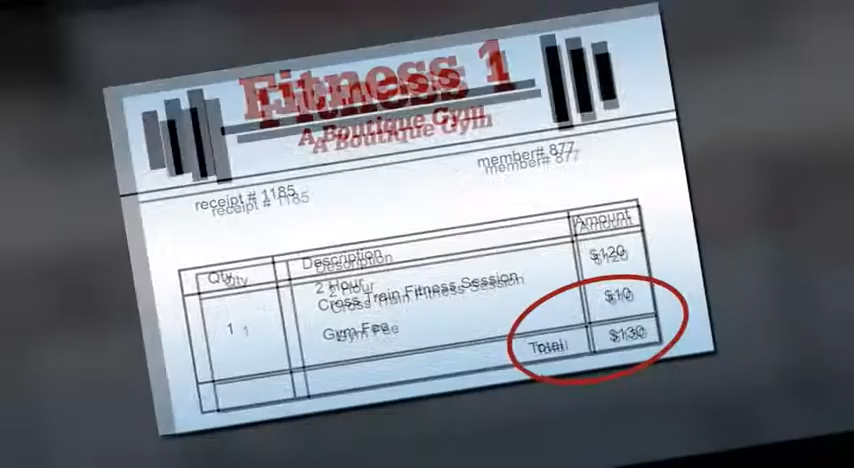 Fitness 1
A Boutique Gym
receipt # 1185
member# 877
Qty Description Amount
2 Hour $120
Cross Train Fitness Session
1 Gym Fee $10
Total $130